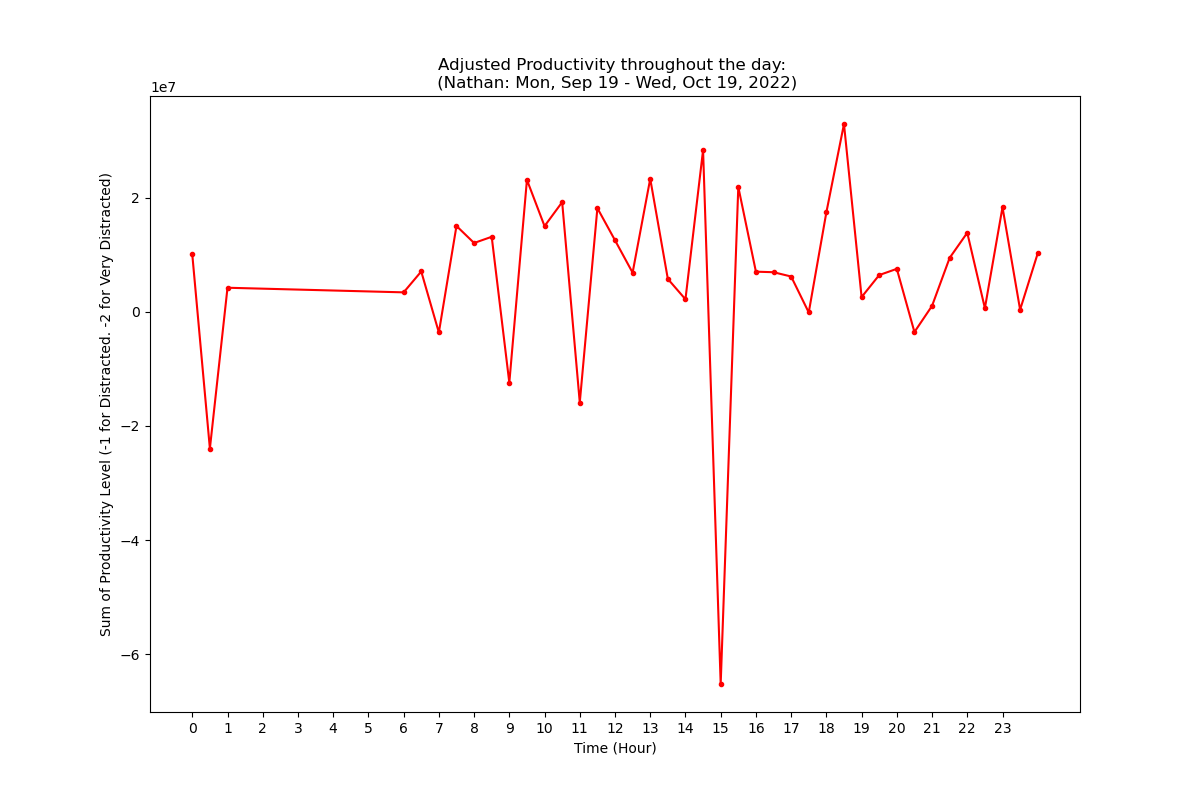 Adjusted Productivity throughout the day:
(Nathan: Mon, Sep 19 - Wed, Oct 19, 2022)
1e7
Sum of Productivity Level (-1 for Distracted. -2 for Very Distracted)
2
0
−2
−4
−6
0 1 2 3 4 5 6 7 8 9 10 11 12 13 14 15 16 17 18 19 20 21 22 23
Time (Hour)